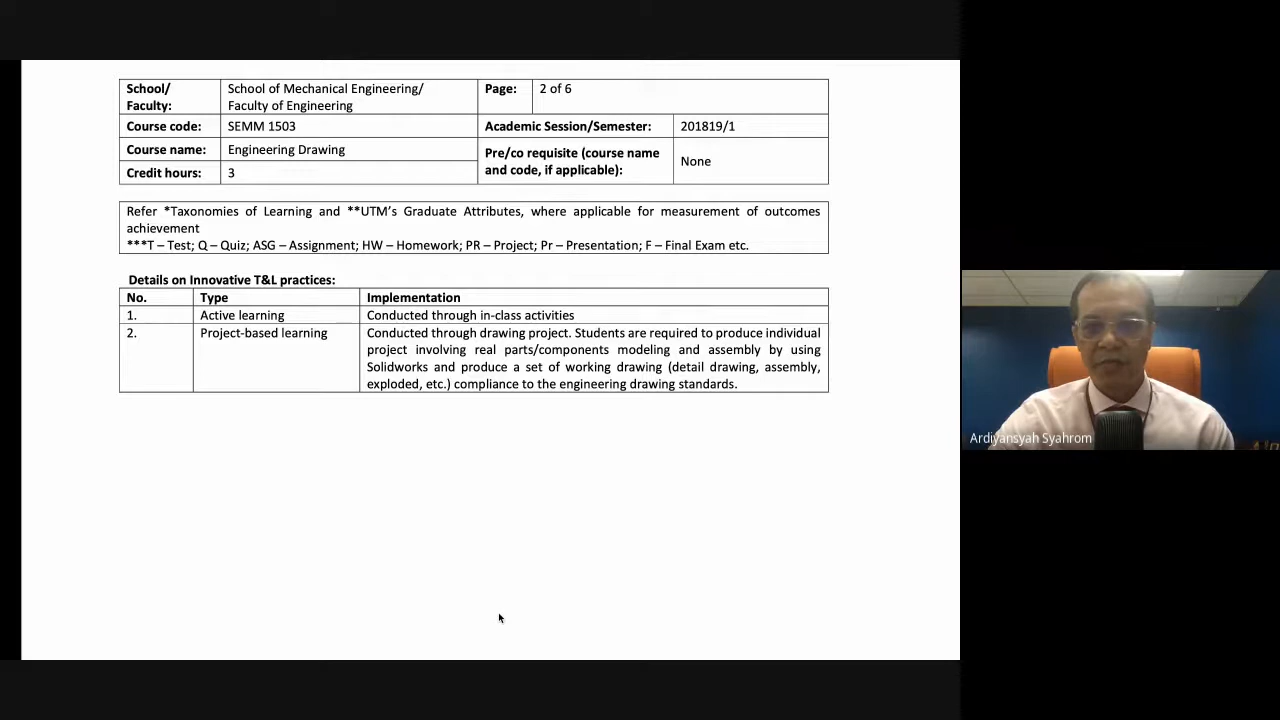 School/ School of Mechanical Engineering/ Page: 2 of 6
Faculty: Faculty of Engineering
Course code: SEMM 1503 Academic Session/Semester: 201819/1
Course name: Engineering Drawing Pre/co requisite (course name and code, if applicable): None
Credit hours: 3
Refer *Taxonomies of Learning and **UTM's Graduate Attributes, where applicable for measurement of outcomes
achievement
***T – Test; Q – Quiz; ASG – Assignment; HW – Homework; PR – Project; Pr – Presentation; F – Final Exam etc.
Details on Innovative T&L practices:
No. Type Implementation
1. Active learning Conducted through in-class activities
2. Project-based learning Conducted through drawing project. Students are required to produce individual
project involving real parts/components modeling and assembly by using
Solidworks and produce a set of working drawing (detail drawing, assembly,
exploded, etc.) compliance to the engineering drawing standards.
Ardiyansyah Syahrom